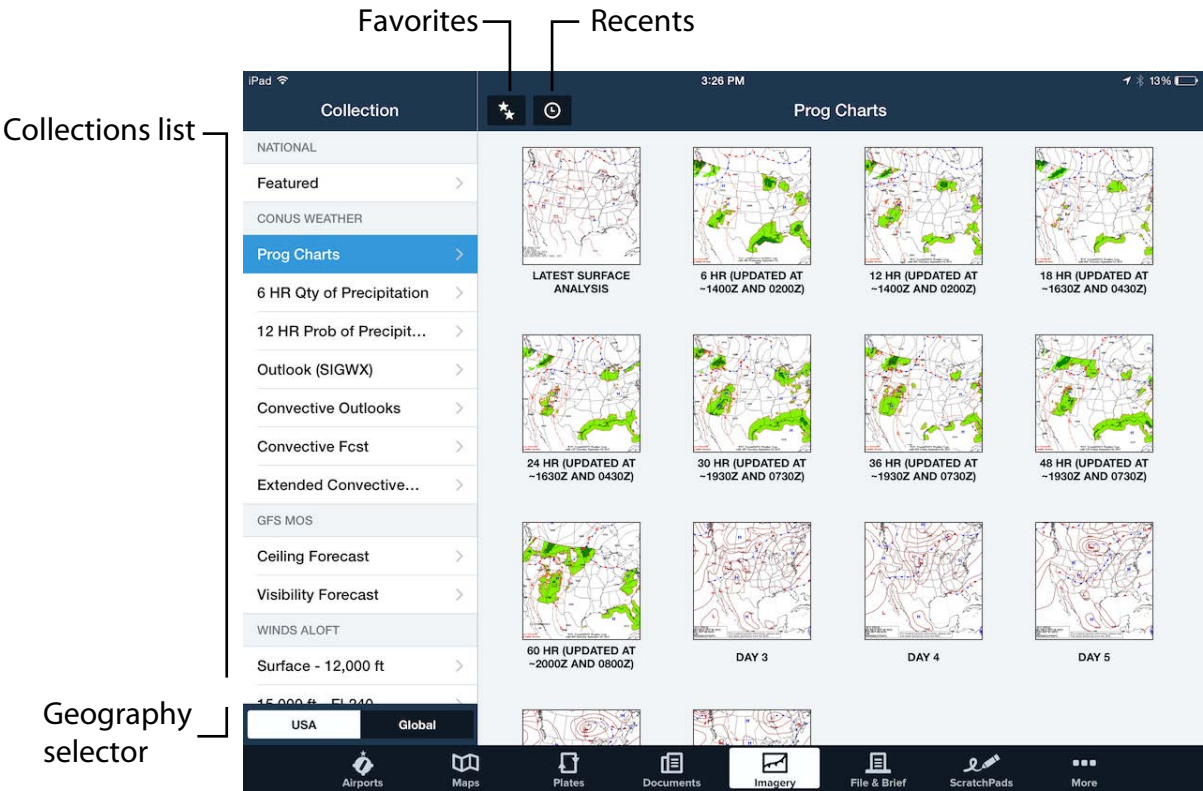 Favorites
Recents
iPad
3:26 PM
13%
Collections list
Collection
Prog Charts
NATIONAL
Featured
CONUS WEATHER
Prog Charts
6 HR Qty of Precipitation
12 HR Prob of Precipit...
Outlook (SIGWX)
Convective Outlooks
Convective Fcst
Extended Convective...
GFS MOS
Ceiling Forecast
Visibility Forecast
WINDS ALOFT
Surface - 12,000 ft
15,000 ft - FL240
LATEST SURFACE
ANALYSIS
6 HR (UPDATED AT
~1400Z AND 0200Z)
12 HR (UPDATED AT
~1400Z AND 0200Z)
18 HR (UPDATED AT
~1630Z AND 0430Z)
24 HR (UPDATED AT
~1630Z AND 0430Z)
30 HR (UPDATED AT
~1930Z AND 0730Z)
36 HR (UPDATED AT
~1930Z AND 0730Z)
48 HR (UPDATED AT
~1930Z AND 0730Z)
60 HR (UPDATED AT
~2000Z AND 0800Z)
DAY 3
DAY 4
DAY 5
Geography
selector
USA
Global
Airports
Maps
Plates
Documents
Imagery
File & Brief
ScratchPads
More